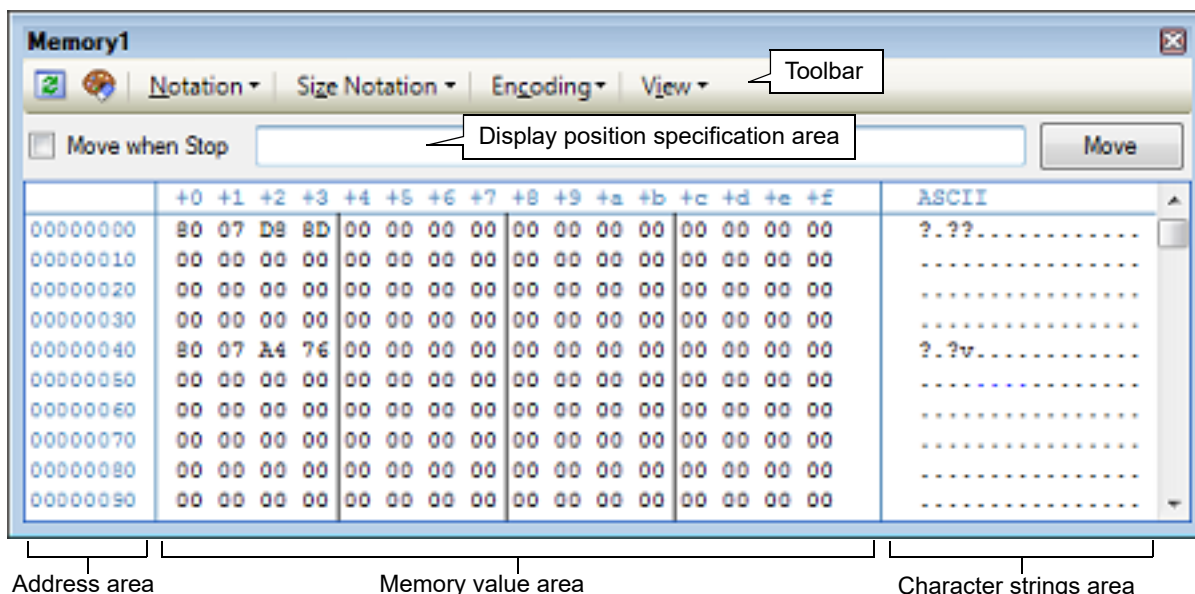 Memory1
Notation Size Notation Encoding View Toolbar
Move when Stop Display position specification area Move
+0 +1 +2 +3 +4 +5 +6 +7 +8 +9 +a +b +c +d +e +f ASCII
00000000 80 07 D8 8D 00 00 00 00 00 00 00 00 00 00 00 00 ?.??............
00000010 00 00 00 00 00 00 00 00 00 00 00 00 00 00 00 00 ................
00000020 00 00 00 00 00 00 00 00 00 00 00 00 00 00 00 00 ................
00000030 00 00 00 00 00 00 00 00 00 00 00 00 00 00 00 00 ................
00000040 80 07 A4 76 00 00 00 00 00 00 00 00 00 00 00 00 ?.?v............
00000050 00 00 00 00 00 00 00 00 00 00 00 00 00 00 00 00 ................
00000060 00 00 00 00 00 00 00 00 00 00 00 00 00 00 00 00 ................
00000070 00 00 00 00 00 00 00 00 00 00 00 00 00 00 00 00 ................
00000080 00 00 00 00 00 00 00 00 00 00 00 00 00 00 00 00 ................
00000090 00 00 00 00 00 00 00 00 00 00 00 00 00 00 00 00 ................
Address area Memory value area Character strings area